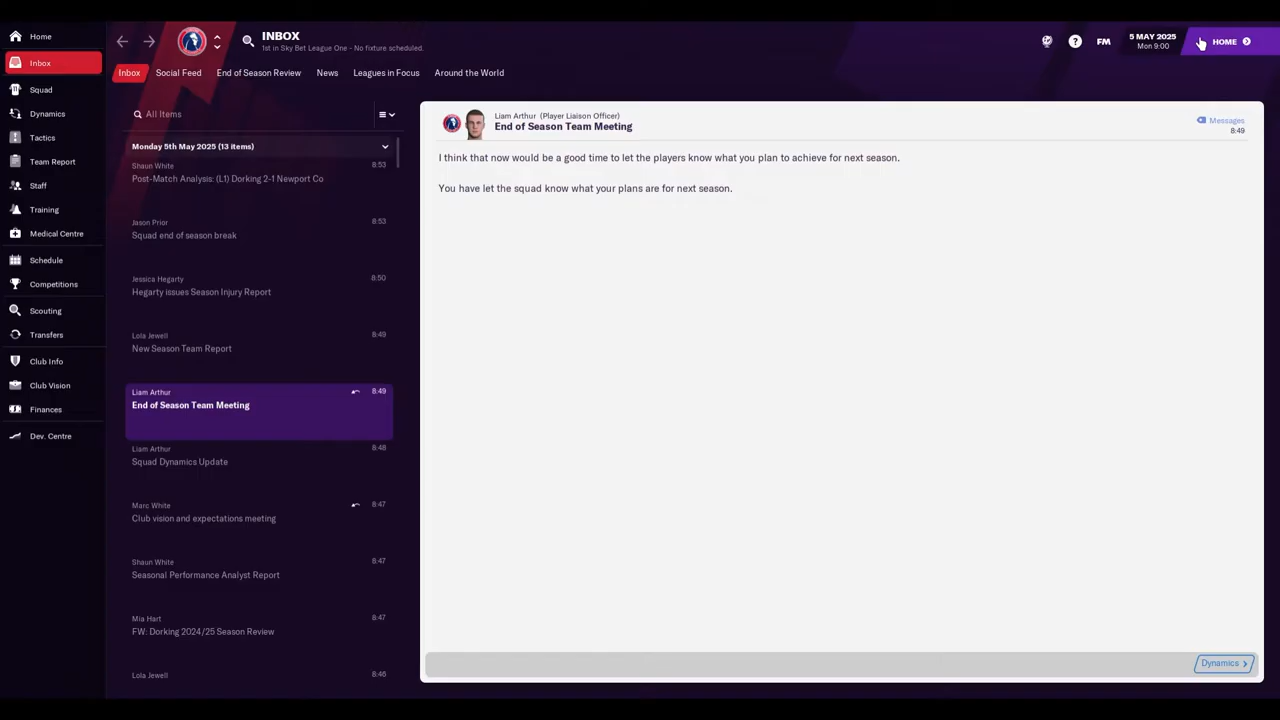 Home
Inbox
Squad
Dynamics
Tactics
Team Report
Staff
Training
Medical Centre
Schedule
Competitions
Scouting
Transfers
Club Info
Club Vision
Finances
Dev. Centre
INBOX
1st in Sky Bet League One - No fixture scheduled.
?
FM
5 MAY 2025
Mon 9:00
HOME
Inbox
Social Feed
End of Season Review
News
Leagues in Focus
Around the World
All Items
Monday 5th May 2025 (13 items)
Shaun White 8:53
Post-Match Analysis: (L1) Dorking 2-1 Newport Co
Jason Prior 8:53
Squad end of season break
Jessica Hegarty 8:50
Hegarty issues Season Injury Report
Lola Jewell 8:49
New Season Team Report
Liam Arthur 8:49
End of Season Team Meeting
Liam Arthur 8:48
Squad Dynamics Update
Marc White 8:47
Club vision and expectations meeting
Shaun White 8:47
Seasonal Performance Analyst Report
Mia Hart 8:47
FW: Dorking 2024/25 Season Review
Lola Jewell 8:46
Liam Arthur (Player Liaison Officer)
End of Season Team Meeting
Messages
8:49
I think that now would be a good time to let the players know what you plan to achieve for next season.
You have let the squad know what your plans are for next season.
Dynamics